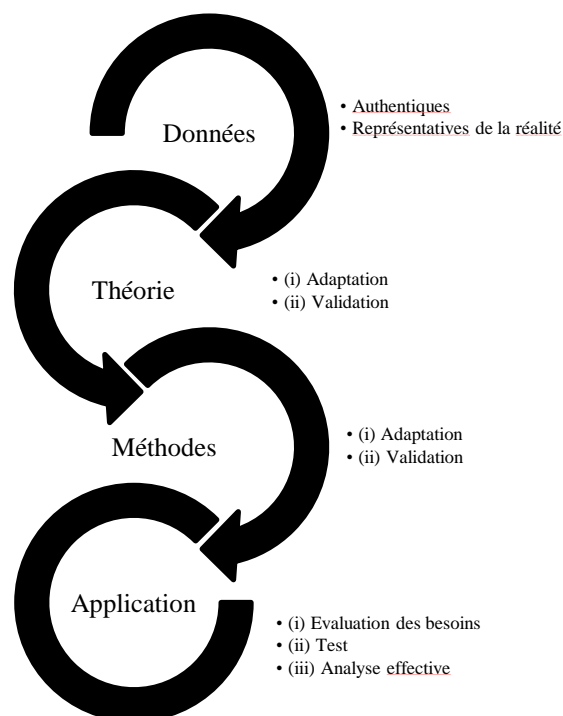 Données
• Authentiques
• Représentatives de la réalité
Théorie
• (i) Adaptation
• (ii) Validation
Méthodes
• (i) Adaptation
• (ii) Validation
Application
• (i) Evaluation des besoins
• (ii) Test
• (iii) Analyse effective